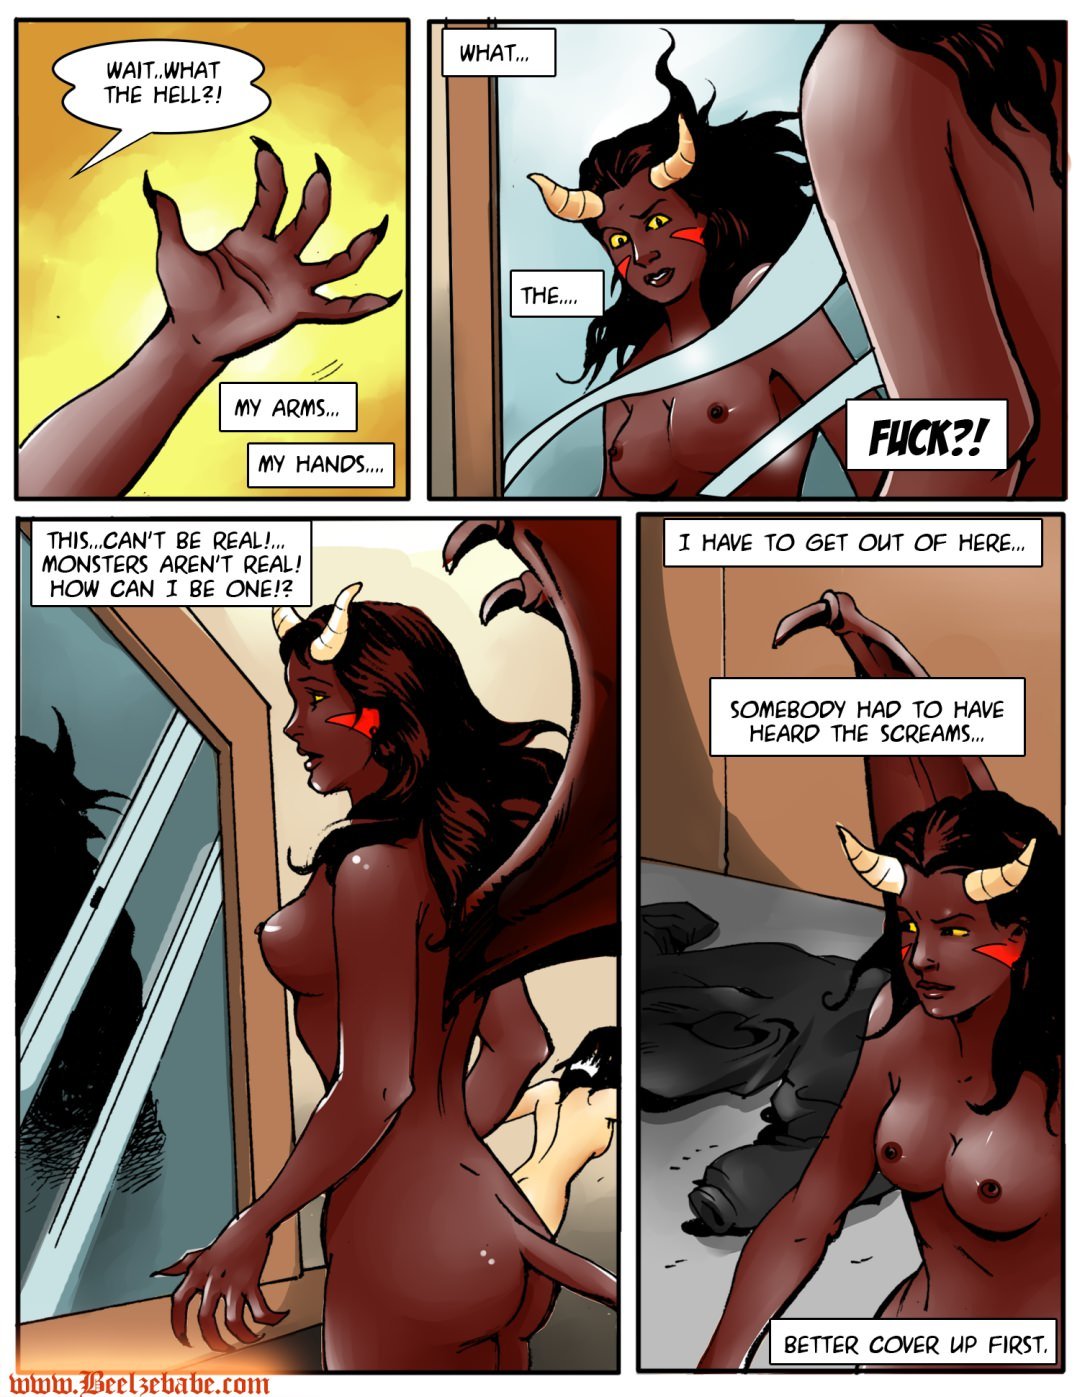 WAIT..WHAT
THE HELL?!
MY ARMS...
MY HANDS....
WHAT...
THE....
FUCK?!
THIS...CAN'T BE REAL!...
MONSTERS AREN'T REAL!
HOW CAN I BE ONE!?
I HAVE TO GET OUT OF HERE...
SOMEBODY HAD TO HAVE
HEARD THE SCREAMS...
BETTER COVER UP FIRST.
www.Beelzebabe.com